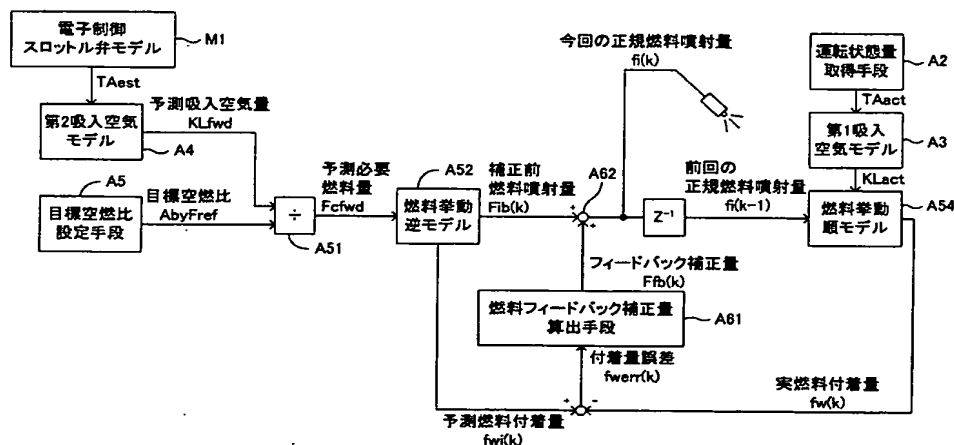 電子制御
スロットル弁モデル
M1
TAest
予測吸入空気量
KLfwd
第2吸入空気
モデル
A4
A5
目標空燃比
設定手段
目標空燃比
AbyFref
÷
A51
予測必要
燃料量
Fcfwd
A52
燃料挙動
逆モデル
補正前
燃料噴射量
Fib(k)
A62
+
+
今回の正規燃料噴射量
fi(k)
Z⁻¹
前回の
正規燃料噴射量
fi(k-1)
運転状態量
取得手段
A2
TAact
第1吸入
空気モデル
A3
KLact
A54
燃料挙動
順モデル
フィードバック補正量
Ffb(k)
燃料フィードバック補正量
算出手段
A61
付着量誤差
fwerr(k)
+
-
予測燃料付着量
fwi(k)
実燃料付着量
fw(k)